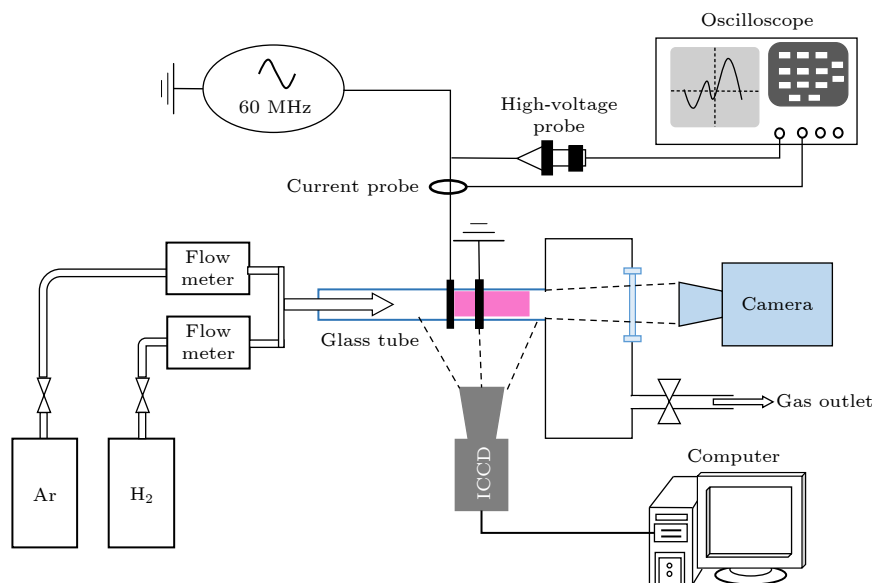 Oscilloscope
60 MHz
High-voltage
probe
Current probe
Flow
meter
Flow
meter
Glass tube
Camera
Gas outlet
Ar
H₂
ICCD
Computer